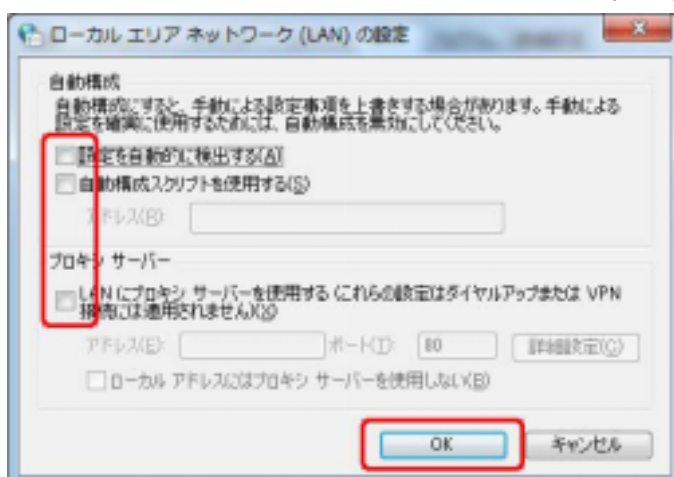 ローカル エリア ネットワーク (LAN) の設定
自動構成
自動構成にすると、手動による設定事項を上書きする場合があります。手動による
設定を確実に使用するためには、自動構成を無効にしてください。
設定を自動的に検出する(A)
自動構成スクリプトを使用する(S)
アドレス(R):
プロキシ サーバー
LAN にプロキシ サーバーを使用する (これらの設定はダイヤルアップまたは VPN
接続には適用されません)(X)
アドレス(E): ポート(T): 80 詳細設定(C)
ローカル アドレスにはプロキシ サーバーを使用しない(B)
OK キャンセル